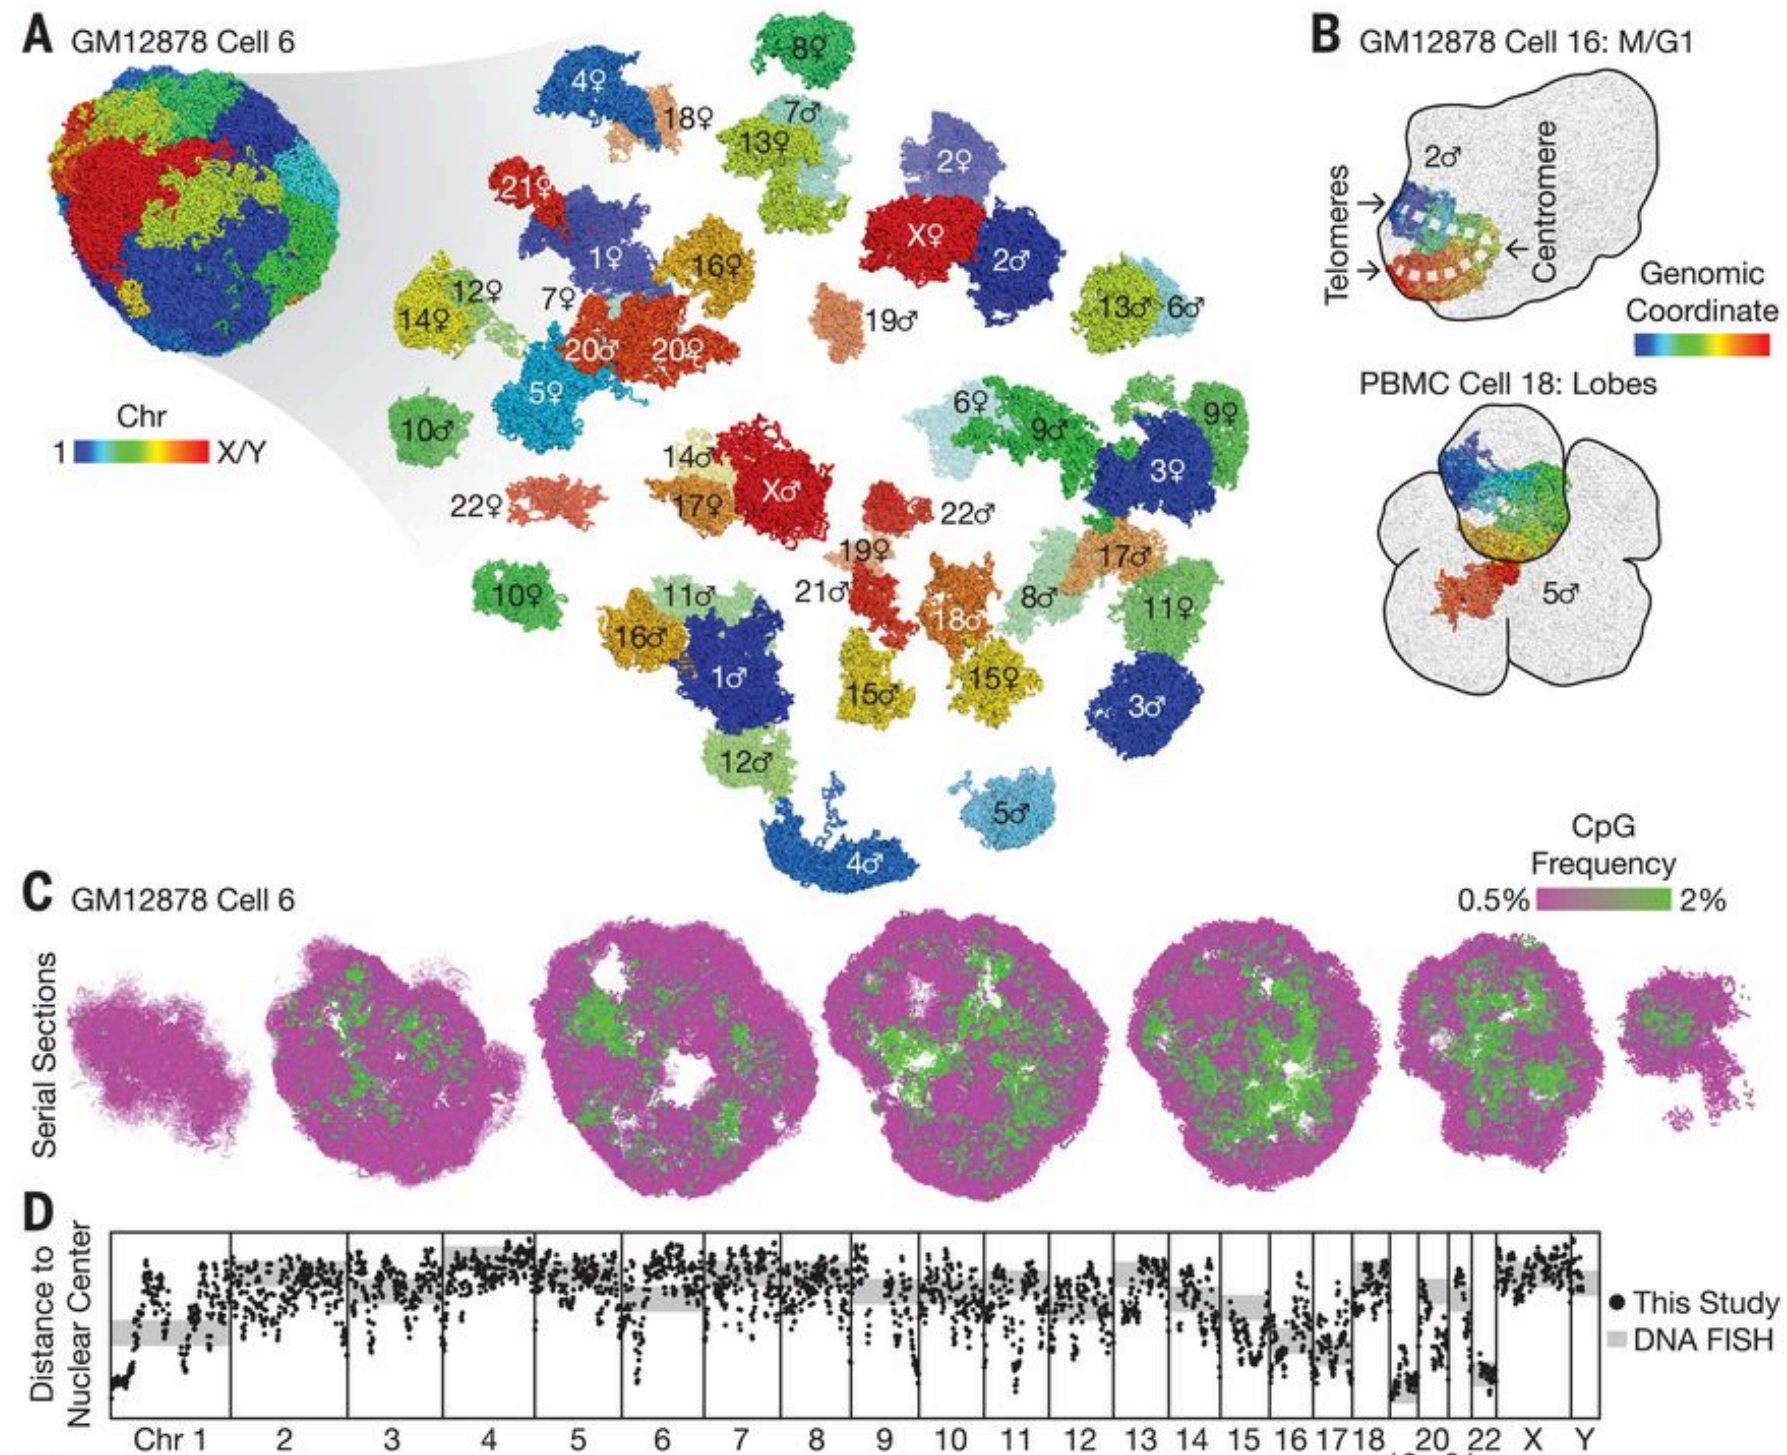 A GM12878 Cell 6
Chr
1 X/Y
8♀
4♀
18♀
7♂
13♀
2♀
21♀
X♀
1♀
16♀
2♂
12♀
7♀
14♀
19♂
13♂ 6♂
20♂ 20♀
5♀
6♀
9♂
9♀
10♂
14♂
3♀
X♂
22♀
17♀
22♂
19♀
17♂
10♀
11♂
21♂
8♂
11♀
18♂
16♂
1♂
15♂
15♀
3♂
12♂
5♂
4♂
B GM12878 Cell 16: M/G1
2♂
Telomeres
Centromere
Genomic
Coordinate
PBMC Cell 18: Lobes
5♂
C GM12878 Cell 6
CpG
Frequency
0.5% 2%
Serial Sections
D
Distance to
Nuclear Center
This Study
DNA FISH
Chr 1 2 3 4 5 6 7 8 9 10 11 12 13 14 15 16 17 18 20 22 X Y